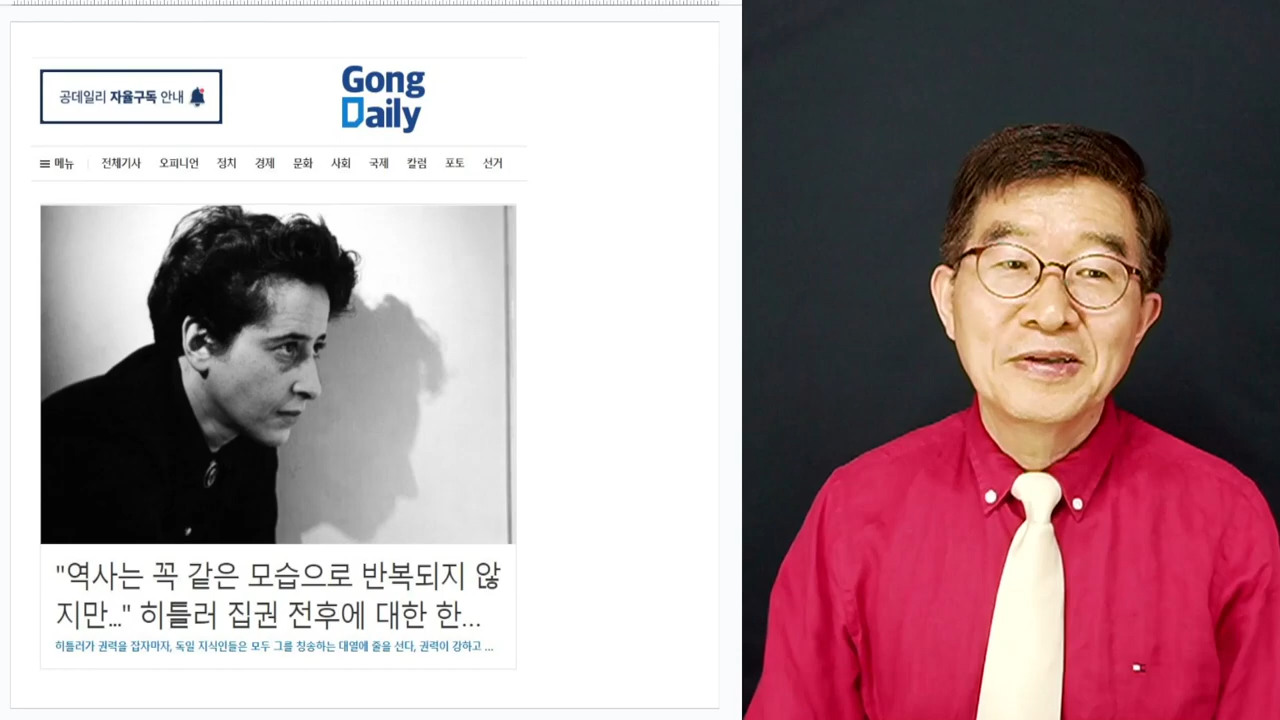 공데일리 자율구독 안내
Gong
Daily
메뉴 전체기사 오피니언 정치 경제 문화 사회 국제 칼럼 포토 선거
"역사는 꼭 같은 모습으로 반복되지 않
지만…" 히틀러 집권 전후에 대한 한…
히틀러가 권력을 잡자마자, 독일 지식인들은 모두 그를 칭송하는 대열에 줄을 선다, 권력이 강하고 …